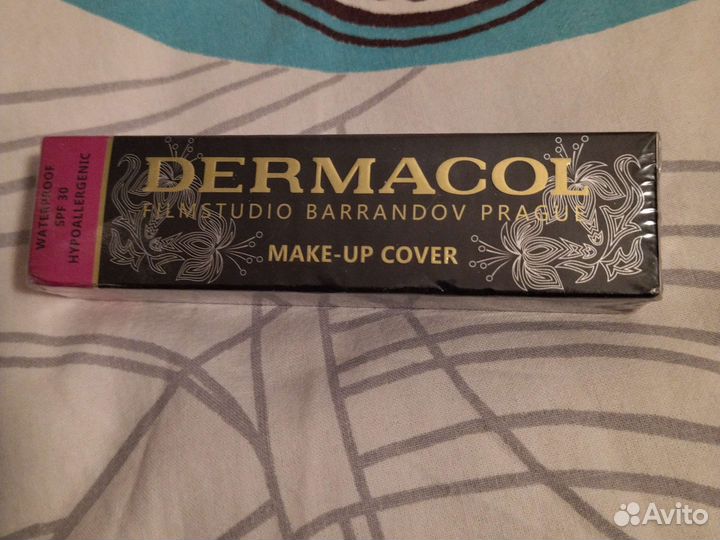 WATERPROOF
SPF 30
HYPOALLERGENIC
DERMACOL
FILMSTUDIO BARRANDOV PRAGUE
MAKE-UP COVER
Avito